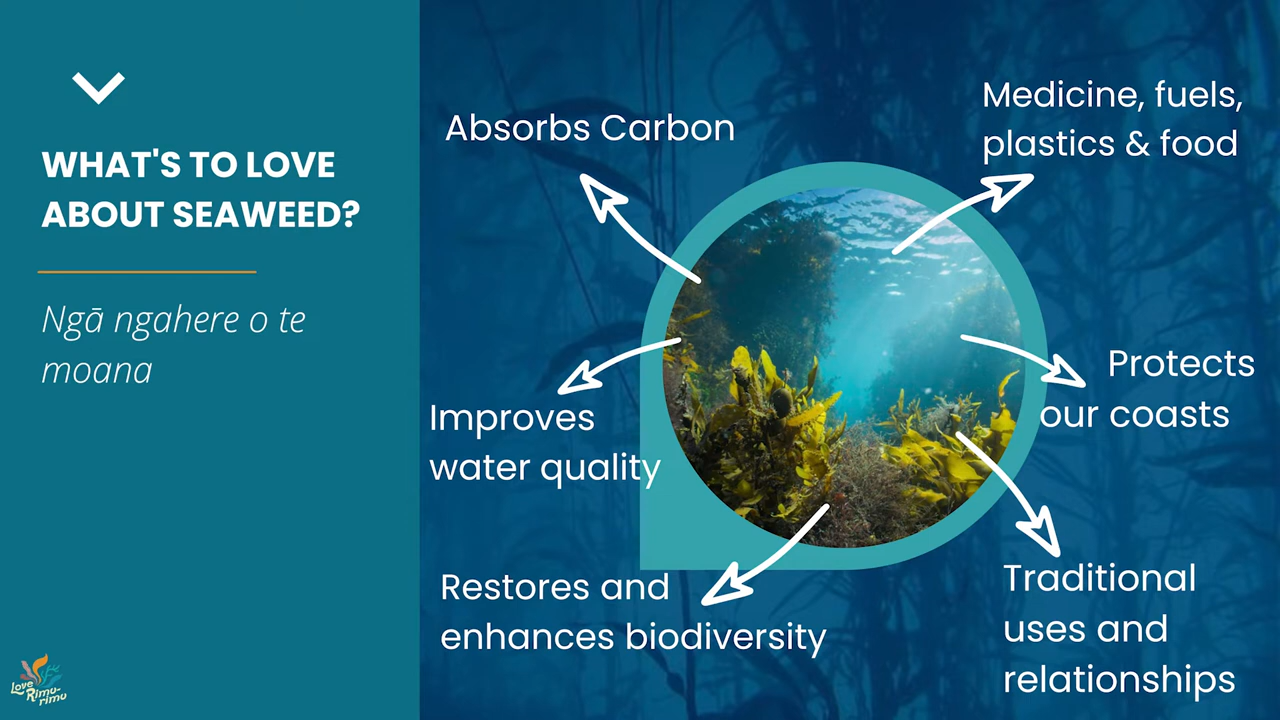 WHAT'S TO LOVE
ABOUT SEAWEED?
Ngā ngahere o te
moana
Absorbs Carbon
Medicine, fuels,
plastics & food
Improves
water quality
Protects
our coasts
Restores and
enhances biodiversity
Traditional
uses and
relationships
Love
Rimu-
rimu